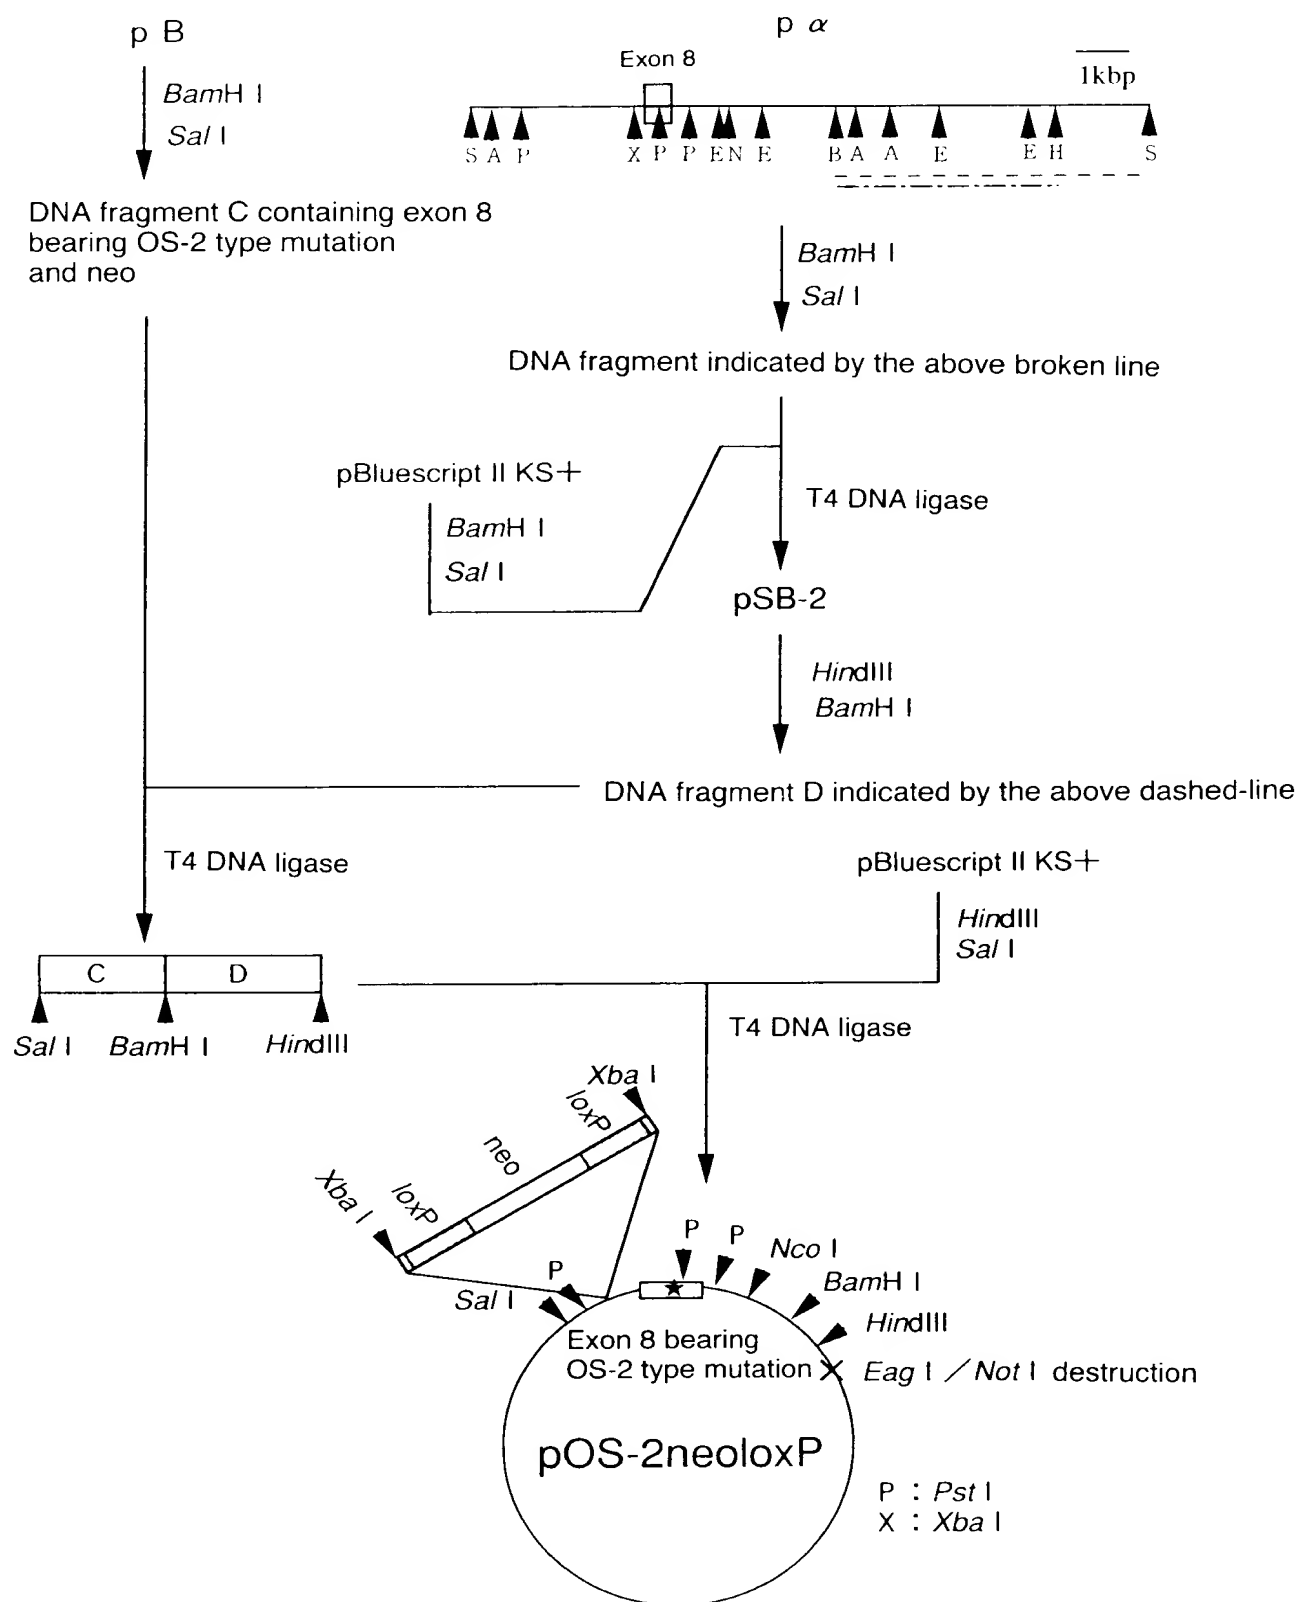 p B
p α
Exon 8
1kbp
BamH I
Sal I
S A P X P P E N E B A A E E H S
DNA fragment C containing exon 8
bearing OS-2 type mutation
and neo
BamH I
Sal I
DNA fragment indicated by the above broken line
pBluescript II KS+
BamH I
Sal I
T4 DNA ligase
pSB-2
HindIII
BamH I
DNA fragment D indicated by the above dashed-line
T4 DNA ligase
pBluescript II KS+
HindIII
Sal I
C D
Sal I BamH I HindIII
T4 DNA ligase
Xba I
loxP
neo
loxP
Xba I
Sal I
P
P
P
Nco I
BamH I
HindIII
Exon 8 bearing
OS-2 type mutation
Eag I / Not I destruction
pOS-2neoloxP
P : Pst I
X : Xba I